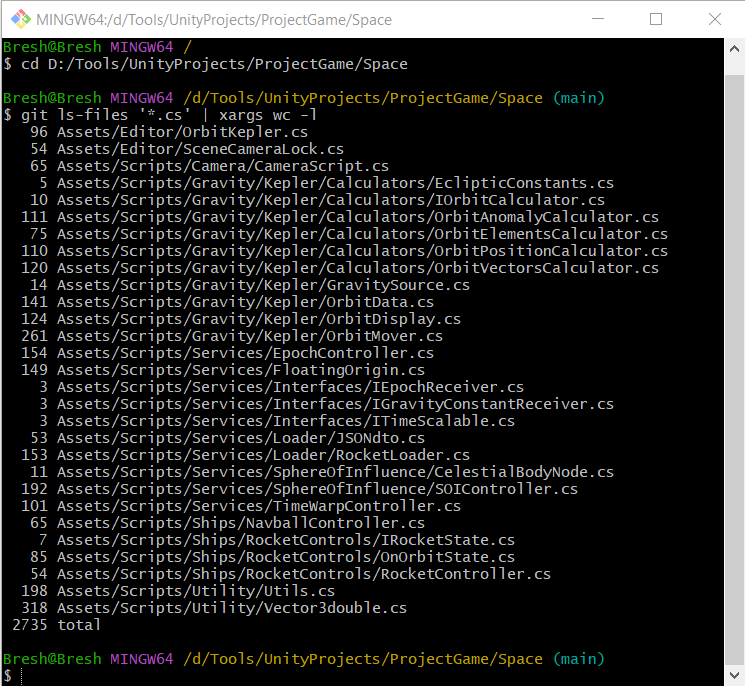 MINGW64:/d/Tools/UnityProjects/ProjectGame/Space
Bresh@Bresh MINGW64 /
$ cd D:/Tools/UnityProjects/ProjectGame/Space
Bresh@Bresh MINGW64 /d/Tools/UnityProjects/ProjectGame/Space (main)
$ git ls-files '*.cs' | xargs wc -l
96 Assets/Editor/OrbitKepler.cs
54 Assets/Editor/SceneCameraLock.cs
65 Assets/Scripts/Camera/CameraScript.cs
5 Assets/Scripts/Gravity/Kepler/Calculators/EclipticConstants.cs
10 Assets/Scripts/Gravity/Kepler/Calculators/IOrbitCalculator.cs
111 Assets/Scripts/Gravity/Kepler/Calculators/OrbitAnomalyCalculator.cs
75 Assets/Scripts/Gravity/Kepler/Calculators/OrbitElementsCalculator.cs
110 Assets/Scripts/Gravity/Kepler/Calculators/OrbitPositionCalculator.cs
120 Assets/Scripts/Gravity/Kepler/Calculators/OrbitVectorsCalculator.cs
14 Assets/Scripts/Gravity/Kepler/GravitySource.cs
141 Assets/Scripts/Gravity/Kepler/OrbitData.cs
124 Assets/Scripts/Gravity/Kepler/OrbitDisplay.cs
261 Assets/Scripts/Gravity/Kepler/OrbitMover.cs
154 Assets/Scripts/Services/EpochController.cs
149 Assets/Scripts/Services/FloatingOrigin.cs
3 Assets/Scripts/Services/Interfaces/IEpochReceiver.cs
3 Assets/Scripts/Services/Interfaces/IGravityConstantReceiver.cs
3 Assets/Scripts/Services/Interfaces/ITimeScalable.cs
53 Assets/Scripts/Services/Loader/JSONdto.cs
153 Assets/Scripts/Services/Loader/RocketLoader.cs
11 Assets/Scripts/Services/SphereOfInfluence/CelestialBodyNode.cs
192 Assets/Scripts/Services/SphereOfInfluence/SOIController.cs
101 Assets/Scripts/Services/TimeWarpController.cs
65 Assets/Scripts/Ships/NavballController.cs
7 Assets/Scripts/Ships/RocketControls/IRocketState.cs
85 Assets/Scripts/Ships/RocketControls/OnOrbitState.cs
54 Assets/Scripts/Ships/RocketControls/RocketController.cs
198 Assets/Scripts/Utility/Utils.cs
318 Assets/Scripts/Utility/Vector3double.cs
2735 total
Bresh@Bresh MINGW64 /d/Tools/UnityProjects/ProjectGame/Space (main)
$